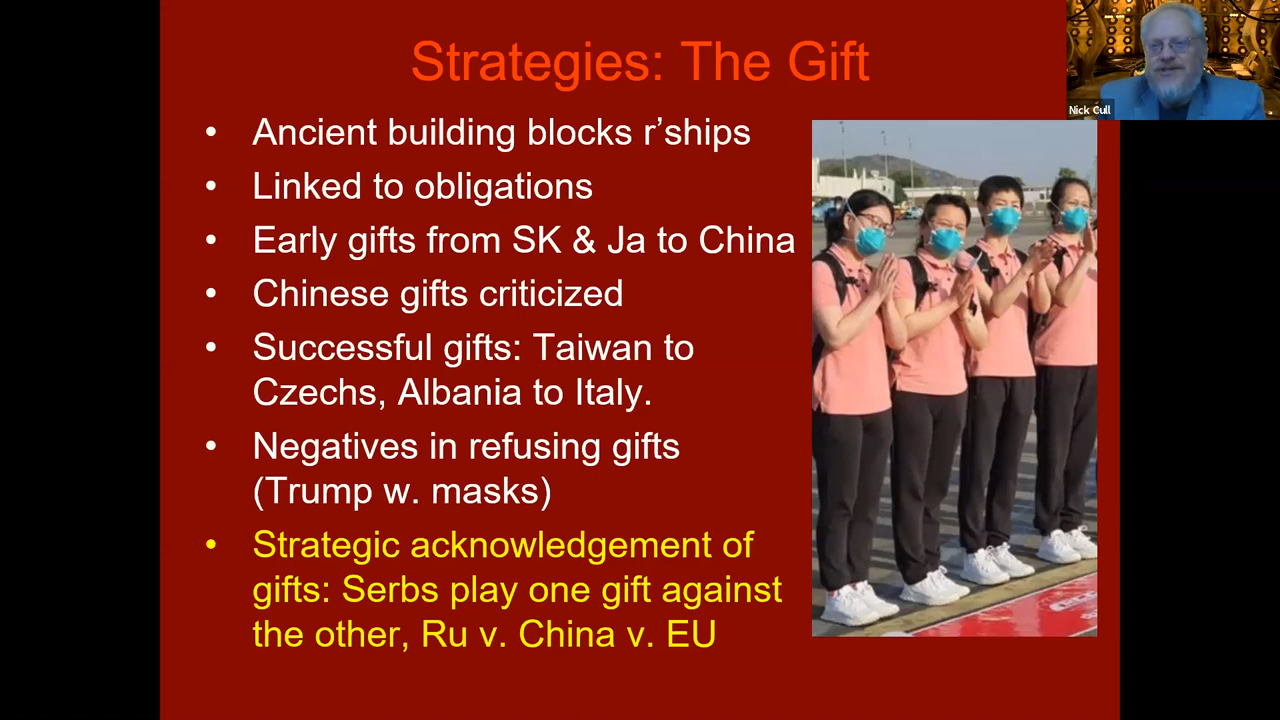 Strategies: The Gift
Nick Cull
• Ancient building blocks r’ships
• Linked to obligations
• Early gifts from SK & Ja to China
• Chinese gifts criticized
• Successful gifts: Taiwan to
Czechs, Albania to Italy.
• Negatives in refusing gifts
(Trump w. masks)
• Strategic acknowledgement of
gifts: Serbs play one gift against
the other, Ru v. China v. EU